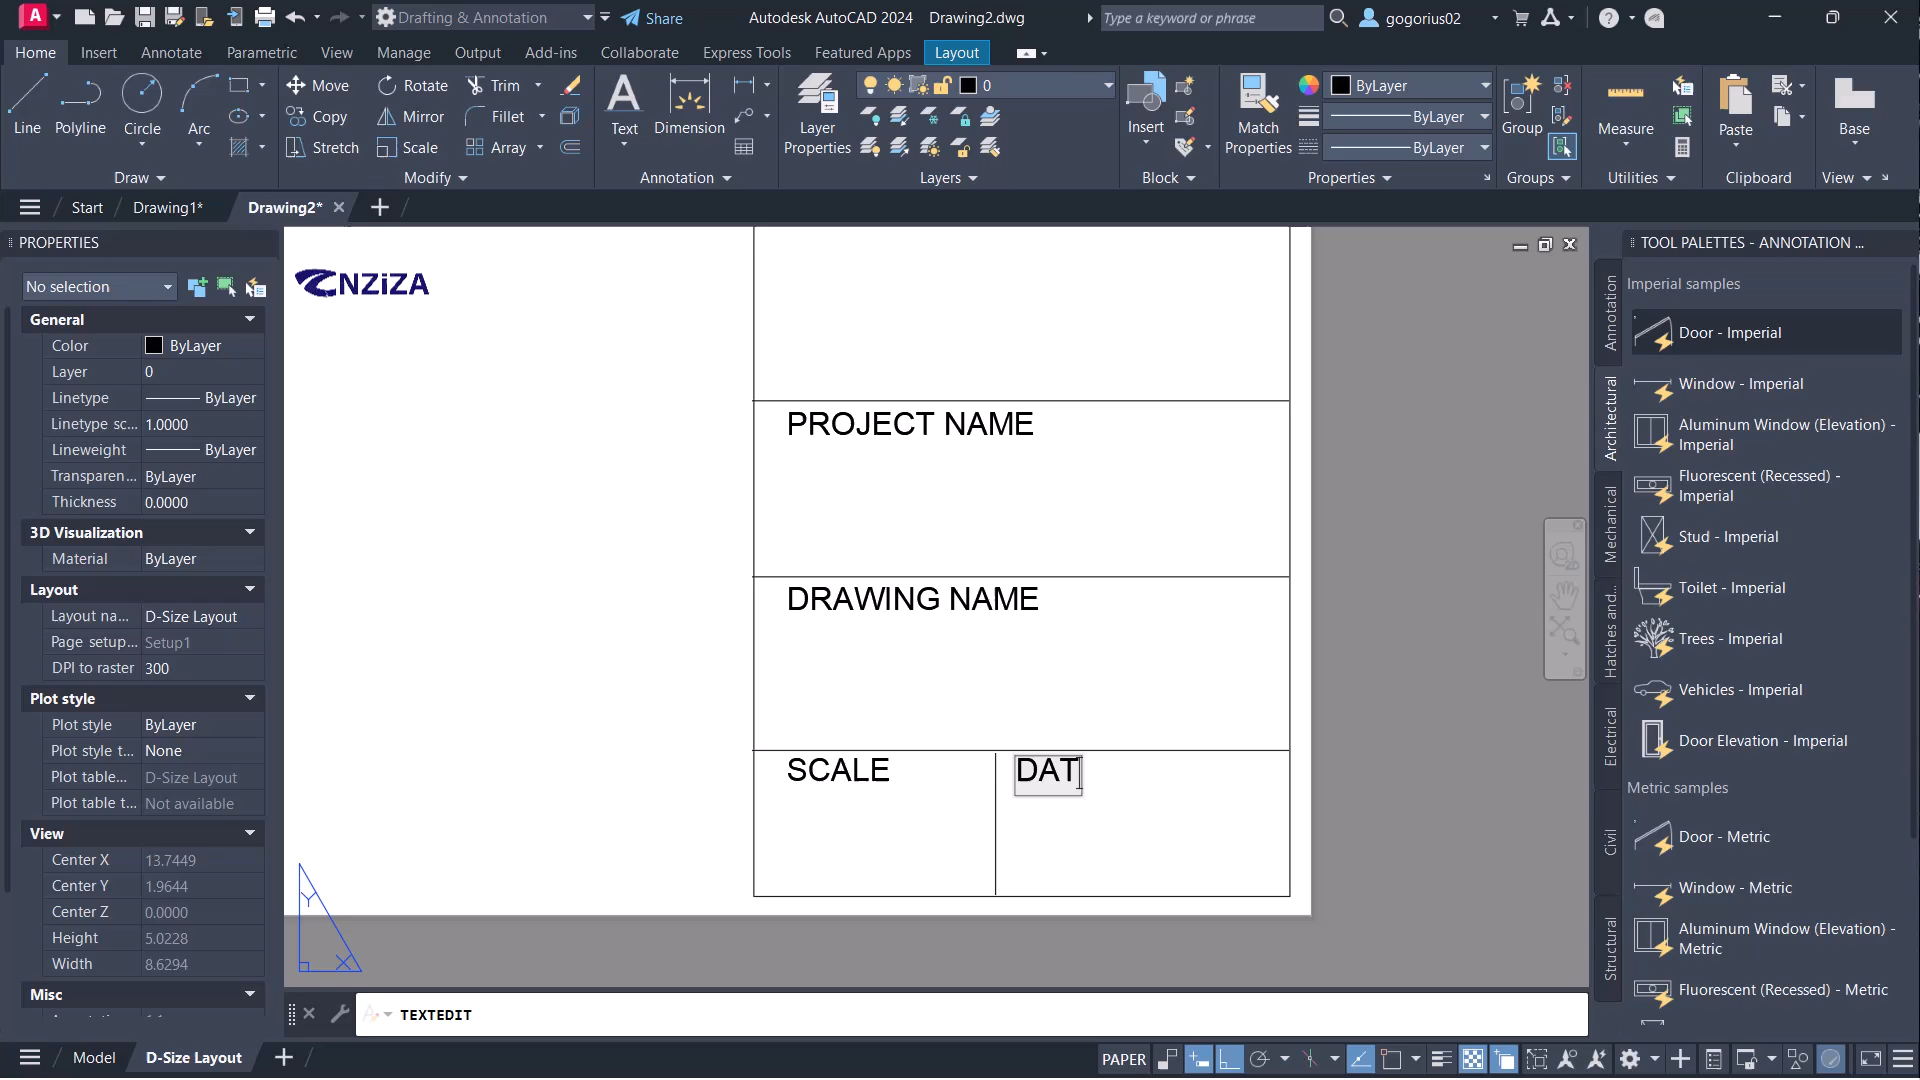 Drafting & Annotation
Share
Autodesk AutoCAD 2024 Drawing2.dwg
Type a keyword or phrase
gogorius02
Home Insert Annotate Parametric View Manage Output Add-ins Collaborate Express Tools Featured Apps Layout
Line Polyline Circle Arc
Move Rotate Trim
Copy Mirror Fillet
Stretch Scale Array
Text Dimension
Layer Properties
0
Insert
Match Properties
ByLayer
ByLayer
ByLayer
Group
Measure
Paste
Base
Draw Modify Annotation Layers Block Properties Groups Utilities Clipboard View
Start Drawing1* Drawing2*
PROPERTIES
No selection
General
Color ByLayer
Layer 0
Linetype ByLayer
Linetype sc... 1.0000
Lineweight ByLayer
Transparen... ByLayer
Thickness 0.0000
3D Visualization
Material ByLayer
Layout
Layout na... D-Size Layout
Page setup... Setup1
DPI to raster 300
Plot style
Plot style ByLayer
Plot style t... None
Plot table... D-Size Layout
Plot table t... Not available
View
Center X 13.7449
Center Y 1.9644
Center Z 0.0000
Height 5.0228
Width 8.6294
Misc
NZiZA
PROJECT NAME
DRAWING NAME
SCALE
DAT
Y
X
2D
TEXTEDIT
TOOL PALETTES - ANNOTATION ...
Annotation
Architectural
Mechanical
Hatches and...
Electrical
Civil
Structural
Imperial samples
Door - Imperial
Window - Imperial
Aluminum Window (Elevation) -
Imperial
Fluorescent (Recessed) -
Imperial
Stud - Imperial
Toilet - Imperial
Trees - Imperial
Vehicles - Imperial
Door Elevation - Imperial
Metric samples
Door - Metric
Window - Metric
Aluminum Window (Elevation) -
Metric
Fluorescent (Recessed) - Metric
Model D-Size Layout
PAPER